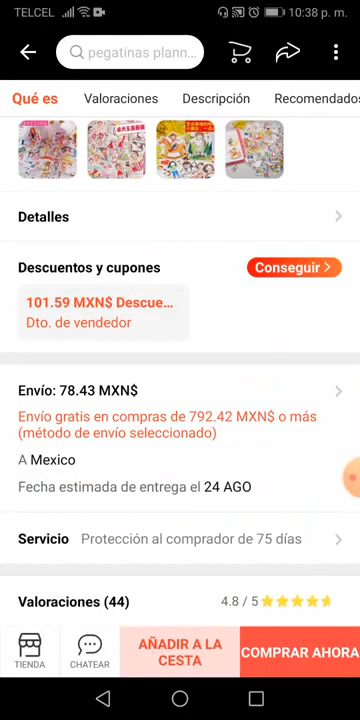 TELCEL 10:38 p. m.
pegatinas plann...
Qué es Valoraciones Descripción Recomendados
Detalles
Descuentos y cupones Conseguir >
101.59 MXN$ Descue...
Dto. de vendedor
Envío: 78.43 MXN$
Envío gratis en compras de 792.42 MXN$ o más
(método de envío seleccionado)
A Mexico
Fecha estimada de entrega el 24 AGO
Servicio Protección al comprador de 75 días
Valoraciones (44) 4.8 / 5
TIENDA
CHATEAR
AÑADIR A LA
CESTA
COMPRAR AHORA